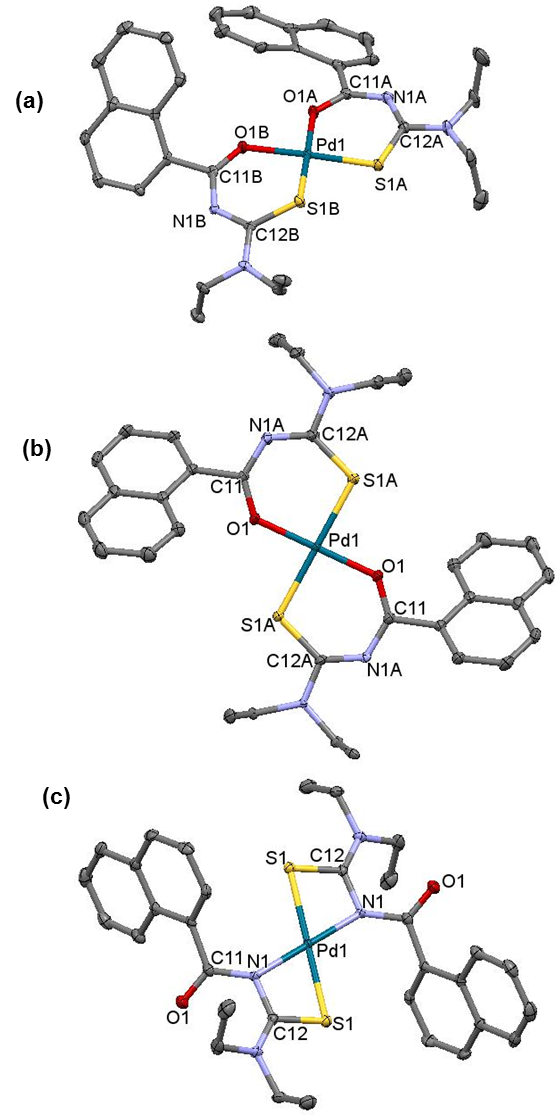 (a)
C11A
N1A
O1A
C12A
O1B
Pd1
S1A
C11B
S1B
N1B
C12B
(b)
N1A
C12A
C11
S1A
O1
Pd1
O1
S1A
C11
C12A
N1A
(c)
S1
C12
O1
N1
Pd1
C11
N1
O1
C12
S1